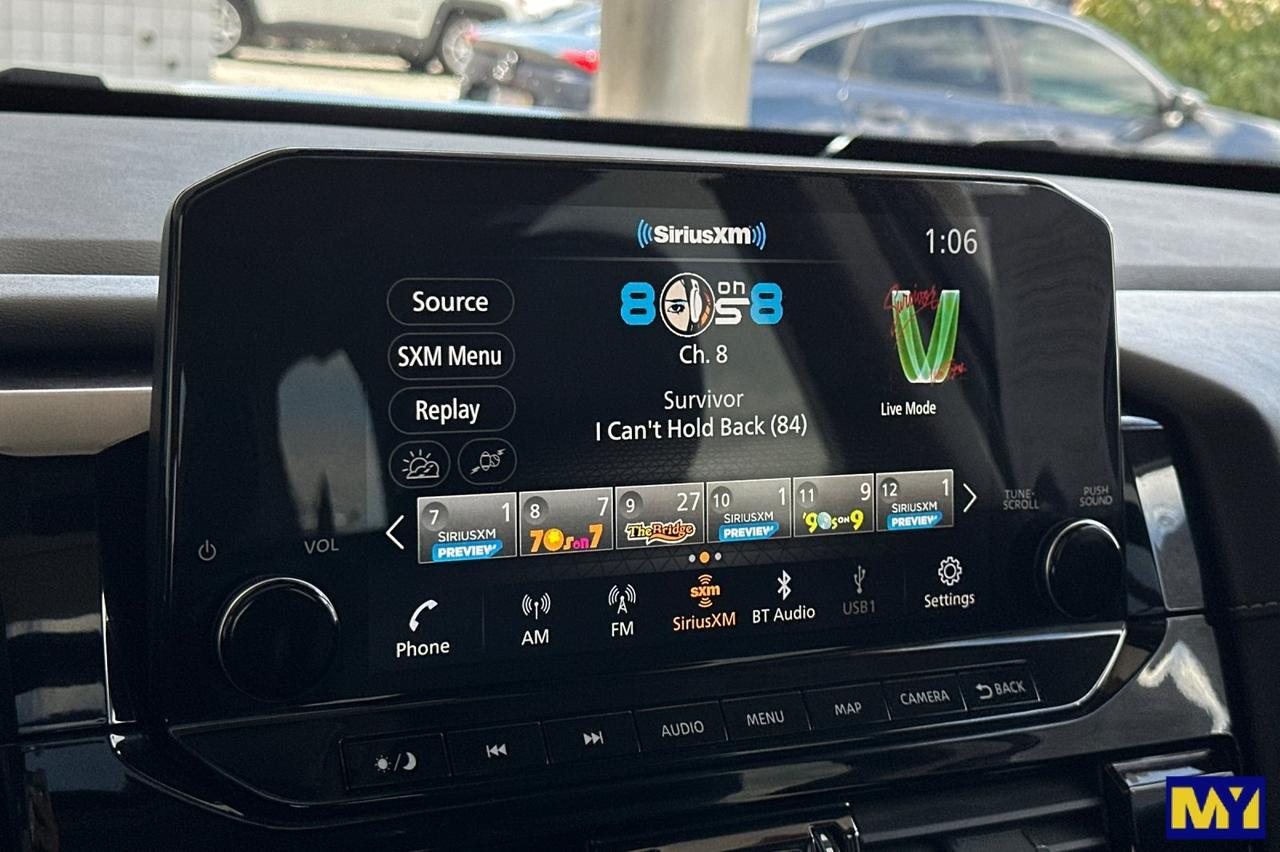 SiriusXM
1:06
Source
SXM Menu
Replay
80s on 8
Ch. 8
Survivor
I Can't Hold Back (84)
Survivor
Live Mode
7 1 SIRIUSXM PREVIEW
8 7 70s on 7
9 27 The Bridge
10 1 SIRIUSXM PREVIEW
11 9 '90s ON 9
12 1 SIRIUSXM PREVIEW
TUNE·
SCROLL
PUSH
SOUND
VOL
Phone
AM
FM
sxm
SiriusXM
BT Audio
USB1
Settings
AUDIO
MENU
MAP
CAMERA
BACK
MY